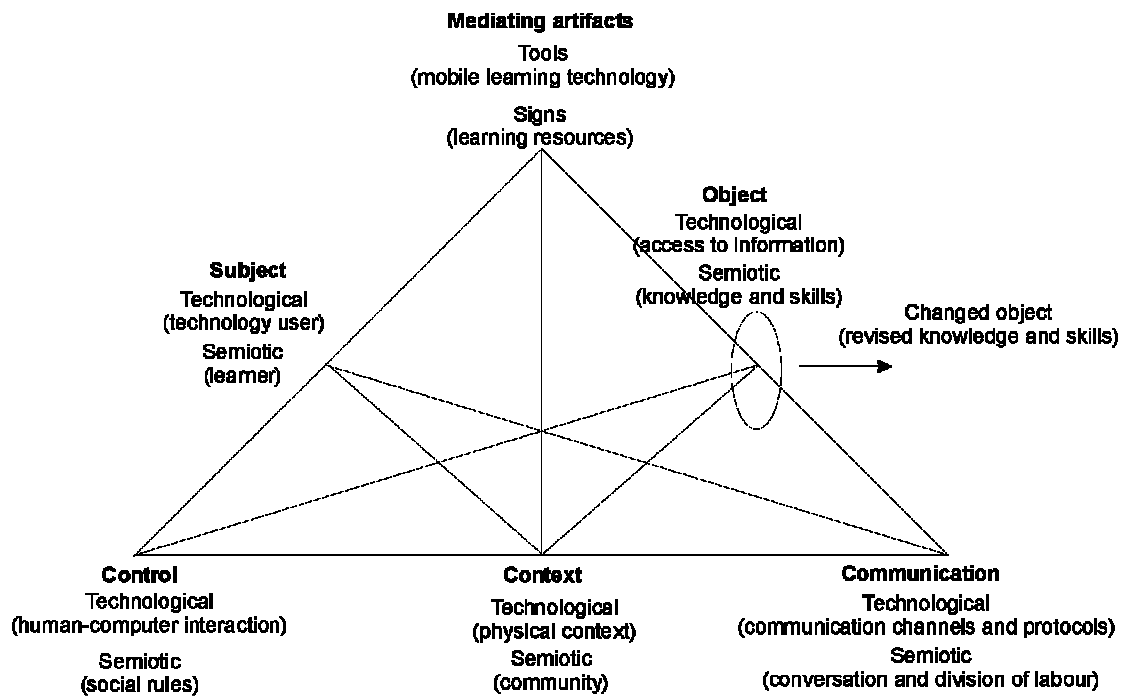 Mediating artifacts
Tools
(mobile learning technology)
Signs
(learning resources)
Object
Technological
(access to information)
Semiotic
(knowledge and skills)
Subject
Technological
(technology user)
Semiotic
(learner)
Changed object
(revised knowledge and skills)
Control
Technological
(human-computer interaction)
Semiotic
(social rules)
Context
Technological
(physical context)
Semiotic
(community)
Communication
Technological
(communication channels and protocols)
Semiotic
(conversation and division of labour)